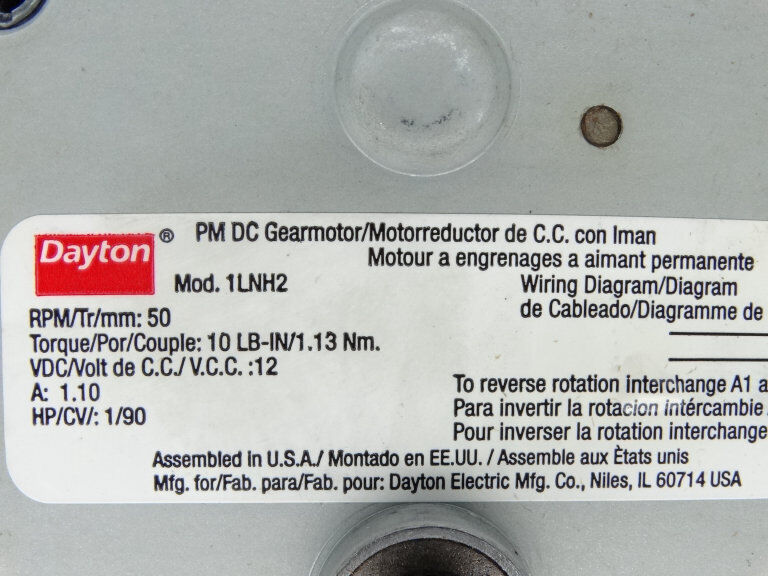 Dayton® PM DC Gearmotor/Motorreductor de C.C. con Iman
Motour a engrenages a aimant permanente
Mod. 1LNH2
Wiring Diagram/Diagram
de Cableado/Diagramme de
RPM/Tr/mm: 50
Torque/Por/Couple: 10 LB-IN/1.13 Nm.
VDC/Volt de C.C./ V.C.C. :12
A: 1.10
HP/CV/: 1/90
To reverse rotation interchange A1 a
Para invertir la rotacion intércambie
Pour inverser la rotation interchange
Assembled in U.S.A./ Montado en EE.UU. / Assemble aux Ètats unis
Mfg. for/Fab. para/Fab. pour: Dayton Electric Mfg. Co., Niles, IL 60714 USA